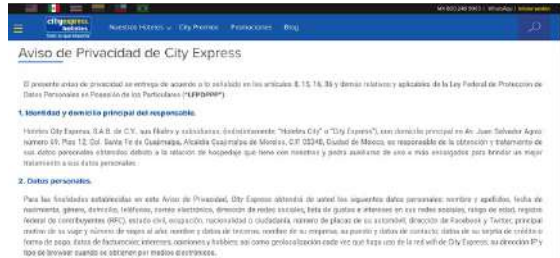 MX 800 248 9393 | WhatsApp | Iniciar sesión
cityexpress
hoteles
Nuestros Hoteles City Premios Promociones Blog
Aviso de Privacidad de City Express
El presente aviso de privacidad se entrega de acuerdo a lo señalado en los artículos 8, 15, 16, 36 y demás relativos y aplicables de la Ley Federal de Protección de
Datos Personales en Posesión de los Particulares ("LFPDPPP")
1. Identidad y domicilio principal del responsable.
Hoteles City Express, S.A.B. de C.V., sus filiales y subsidiarias (indistintamente "Hoteles City" o "City Express"), con domicilio principal en Av. Juan Salvador Agraz
número 69, Piso 12, Col. Santa Fe de Cuajimalpa, Alcaldía Cuajimalpa de Morelos, C.P. 05348, Ciudad de México, es responsable de la obtención y tratamiento de
sus datos personales obtenidos debido a la relación de hospedaje que tiene con nosotros y podrá auxiliarse de uno o más encargados para brindar un mejor
tratamiento a sus datos personales.
2. Datos personales.
Para las finalidades establecidas en este Aviso de Privacidad, City Express obtendrá de usted los siguientes datos personales: nombre y apellidos, fecha de
nacimiento, género, domicilio, teléfonos, correo electrónico, dirección de redes sociales, lista de gustos e intereses en sus redes sociales, rango de edad, registro
federal de contribuyentes (RFC), estado civil, ocupación, nacionalidad o ciudadanía, número de placas de su automóvil, dirección de Facebook y Twitter, principal
motivo de su viaje y número de viajes al año, nombre y datos de terceros, nombre de su empresa, su puesto y datos de contacto, datos de su tarjeta de crédito o
forma de pago, datos de facturación, intereses, opiniones y hobbies, así como geolocalización cada vez que haga uso de la red wifi de City Express, su dirección IP y
tipo de browser cuando se obtienen por medios electrónicos.